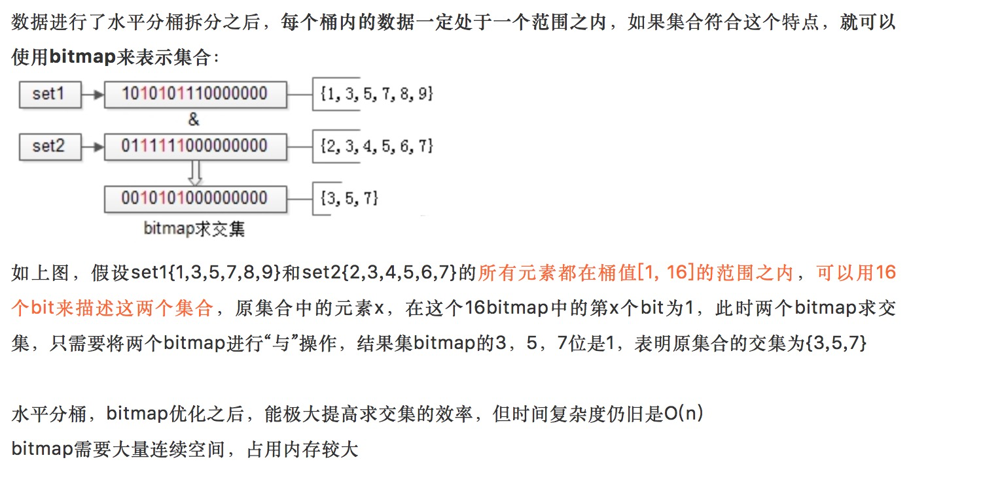 数据进行了水平分桶拆分之后，每个桶内的数据一定处于一个范围之内，如果集合符合这个特点，就可以
使用bitmap来表示集合：
set1 1010101110000000 {1, 3, 5, 7, 8, 9}
&
set2 0111111000000000 {2, 3, 4, 5, 6, 7}
0010101000000000 {3, 5, 7}
bitmap求交集
如上图，假设set1{1,3,5,7,8,9}和set2{2,3,4,5,6,7}的所有元素都在桶值[1, 16]的范围之内，可以用16
个bit来描述这两个集合，原集合中的元素x，在这个16bitmap中的第x个bit为1，此时两个bitmap求交
集，只需要将两个bitmap进行“与”操作，结果集bitmap的3，5，7位是1，表明原集合的交集为{3,5,7}
水平分桶，bitmap优化之后，能极大提高求交集的效率，但时间复杂度仍旧是O(n)
bitmap需要大量连续空间，占用内存较大